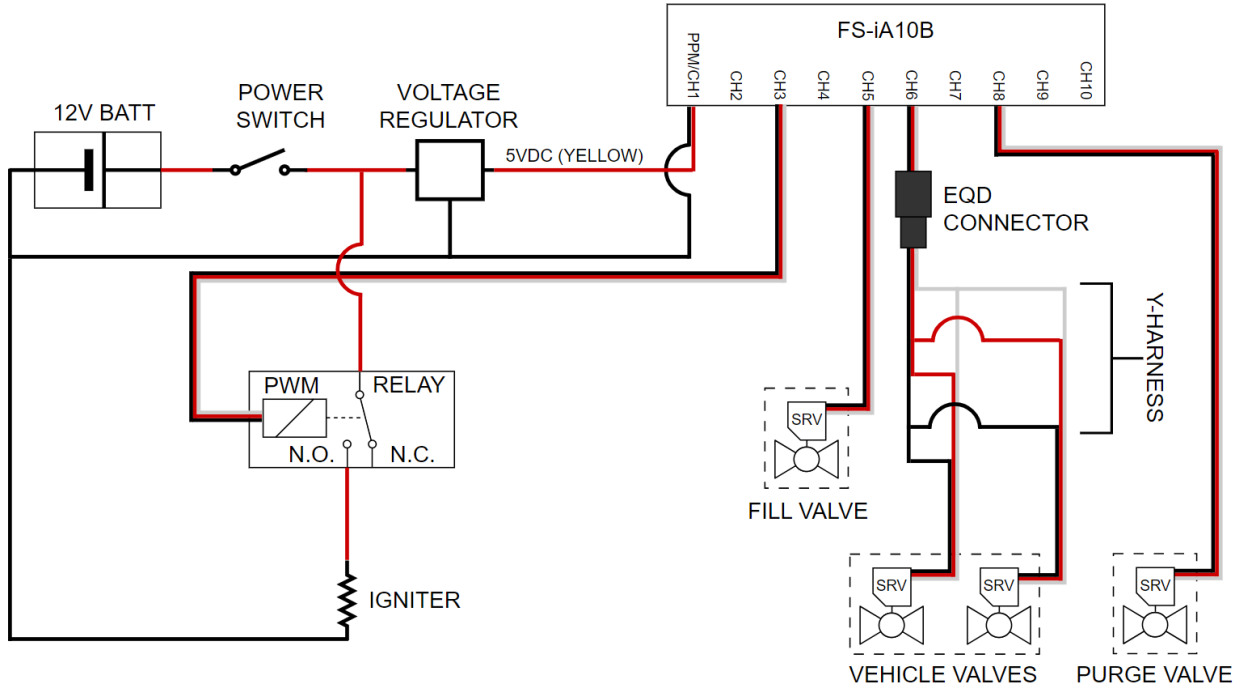 FS-iA10B
PPM/CH1
CH2
CH3
CH4
CH5
CH6
CH7
CH8
CH9
CH10
12V BATT
POWER
SWITCH
VOLTAGE
REGULATOR
5VDC (YELLOW)
EQD
CONNECTOR
Y-HARNESS
PWM
RELAY
N.O.
N.C.
IGNITER
SRV
FILL VALVE
SRV
SRV
VEHICLE VALVES
SRV
PURGE VALVE